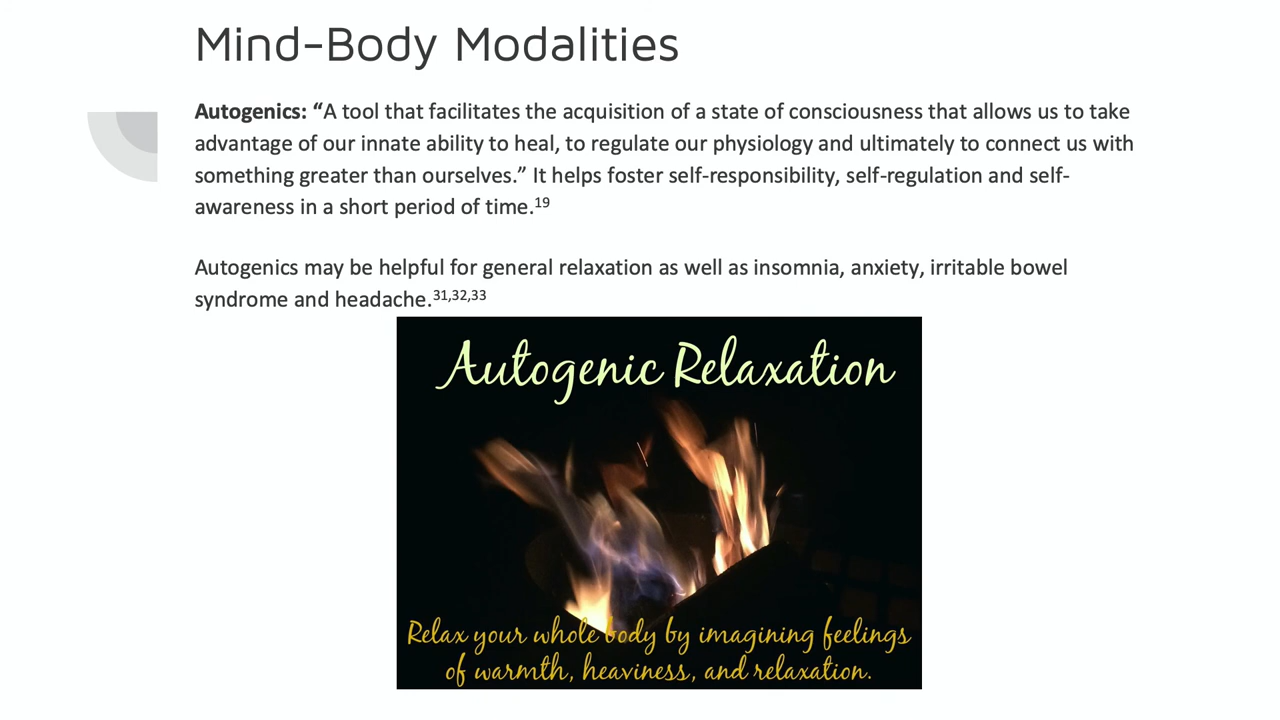 Mind-Body Modalities
Autogenics: “A tool that facilitates the acquisition of a state of consciousness that allows us to take
advantage of our innate ability to heal, to regulate our physiology and ultimately to connect us with
something greater than ourselves.” It helps foster self-responsibility, self-regulation and self-
awareness in a short period of time.19
Autogenics may be helpful for general relaxation as well as insomnia, anxiety, irritable bowel
syndrome and headache.31,32,33
Autogenic Relaxation
Relax your whole body by imagining feelings
of warmth, heaviness, and relaxation.